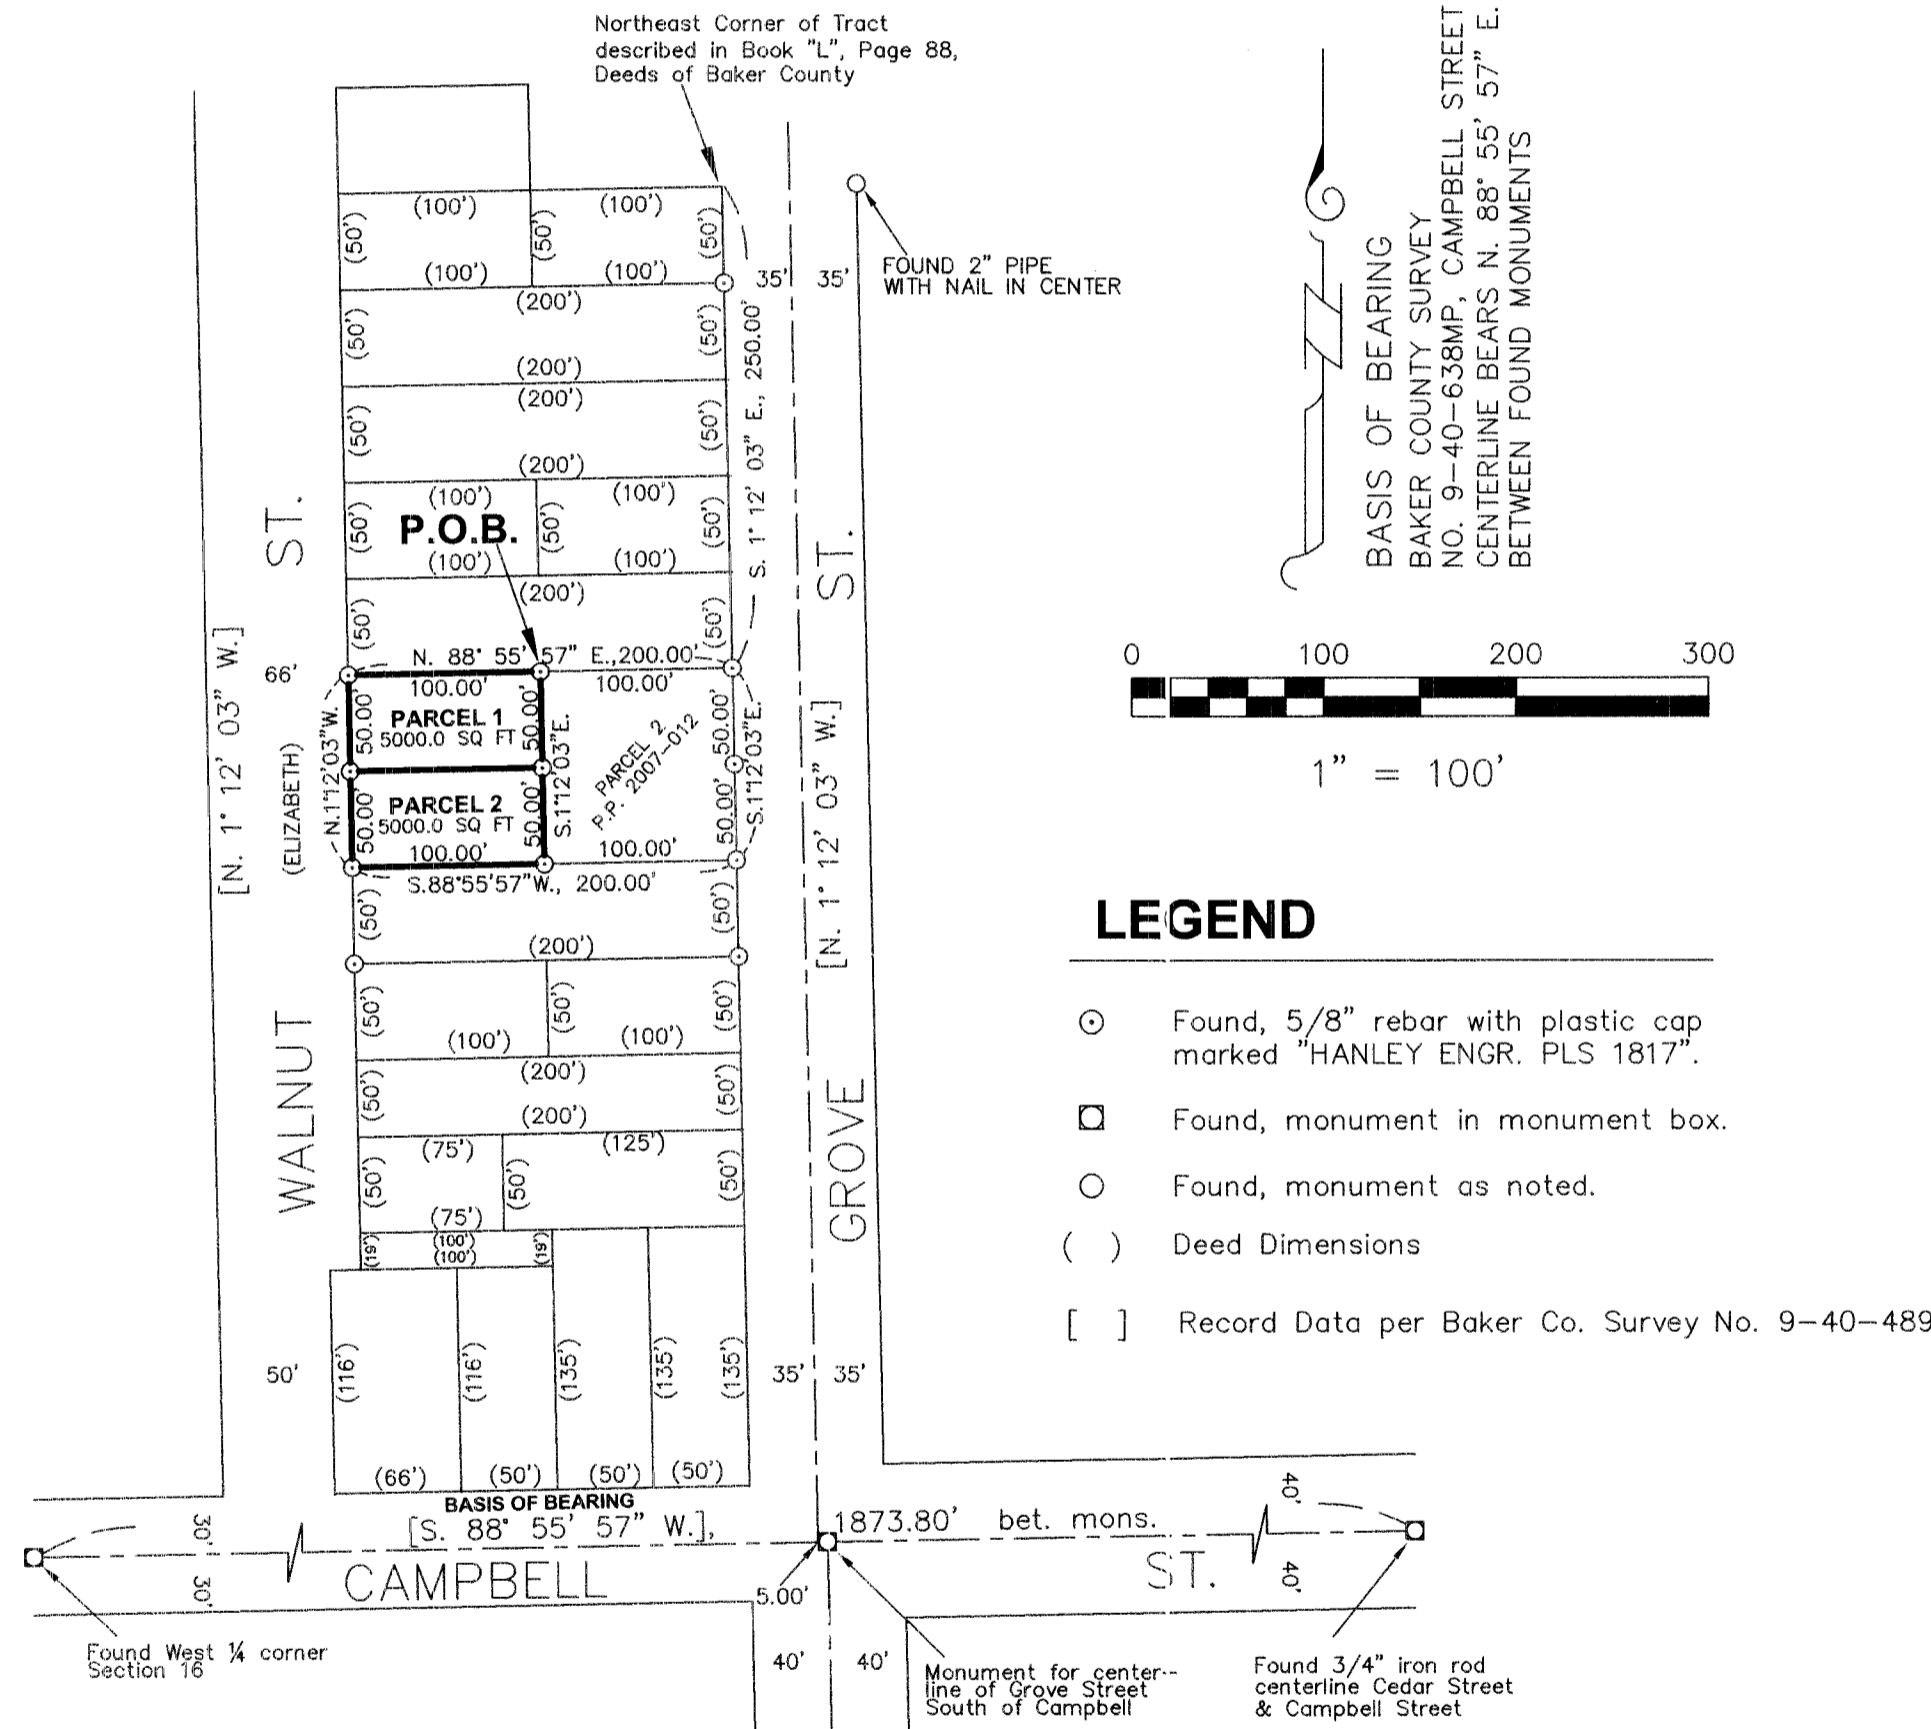 Northeast Corner of Tract
described in Book "L", Page 88,
Deeds of Baker County
BASIS OF BEARING
BAKER COUNTY SURVEY
NO. 9-40-638MP, CAMPBELL STREET
CENTERLINE BEARS N. 88° 55' 57" E.
BETWEEN FOUND MONUMENTS
FOUND 2" PIPE
WITH NAIL IN CENTER
35' 35'
(100') (100')
(50') (50') (50')
(100') (100')
(200')
(50') (50')
(200')
(200')
(50') (50')
(200')
(100') (100')
(50') (50') (50')
P.O.B.
(100') (100')
(200')
(50') (50')
S. 1° 12' 03" E., 250.00'
N. 88° 55' 57" E.,200.00'
66'
100.00' 100.00'
50.00' PARCEL 1 50.00' 50.00'
5000.0 SQ FT
N.1°12'03"W. S.1°12'03"E. S.1°12'03"E.
PARCEL 2
P.P. 2007-012
50.00' PARCEL 2 50.00' 50.00'
5000.0 SQ FT
100.00' 100.00'
S.88°55'57"W., 200.00'
[N. 1° 12' 03" W.]
(ELIZABETH)
WALNUT ST.
[N. 1° 12' 03" W.]
GROVE ST.
(50') (50')
(200')
(50') (50') (50')
(100') (100')
(200')
(50') (50')
(200')
(75') (125')
(50') (50') (50')
(75')
(100')
(19') (19')
(100')
50'
(116') (116') (135') (135') (135')
35' 35'
(66') (50') (50') (50')
BASIS OF BEARING
[S. 88° 55' 57" W.], 1873.80' bet. mons.
30' 30'
40' 40'
CAMPBELL ST.
5.00'
40' 40'
Found West ¼ corner
Section 16
Monument for center--
line of Grove Street
South of Campbell
Found 3/4" iron rod
centerline Cedar Street
& Campbell Street
0 100 200 300
1" = 100'
LEGEND
Found, 5/8" rebar with plastic cap
marked "HANLEY ENGR. PLS 1817".
Found, monument in monument box.
Found, monument as noted.
( ) Deed Dimensions
[ ] Record Data per Baker Co. Survey No. 9-40-489